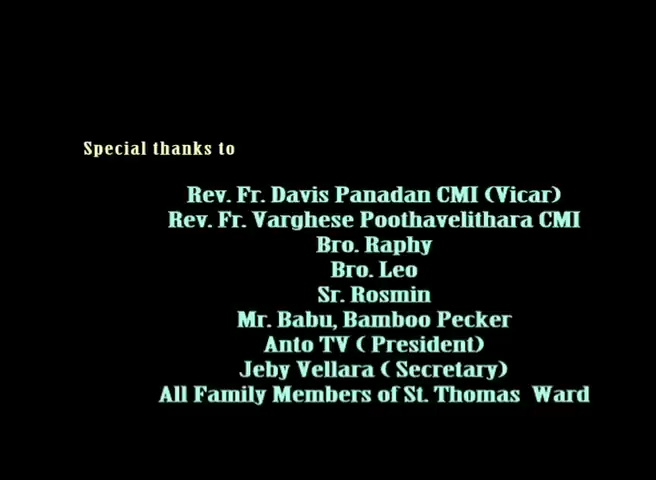 Special thanks to
Rev. Fr. Davis Panadan CMI (Vicar)
Rev. Fr. Varghese Poothavelithara CMI
Bro. Raphy
Bro. Leo
Sr. Rosmin
Mr. Babu, Bamboo Pecker
Anto TV ( President)
Jeby Vellara ( Secretary)
All Family Members of St. Thomas  Ward